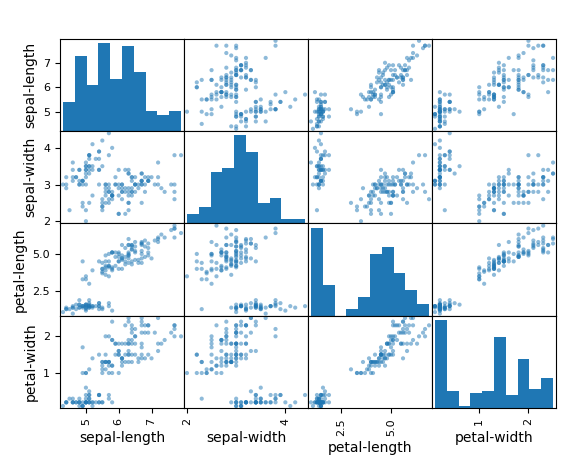 sepal-length
7
6
5
sepal-width
4
3
2
petal-length
5.0
2.5
petal-width
2
1
5 6 7 2 4 2.5 5.0 1 2
sepal-length sepal-width petal-length petal-width